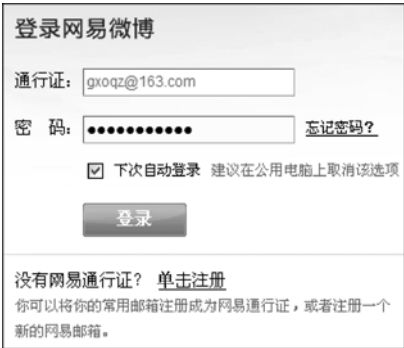 登录网易微博
通行证： gxoqz@163.com
密 码： ●●●●●●●●●●● 忘记密码？
下次自动登录 建议在公用电脑上取消该选项
登录
没有网易通行证？ 单击注册
你可以将你的常用邮箱注册成为网易通行证，或者注册一个
新的网易邮箱。